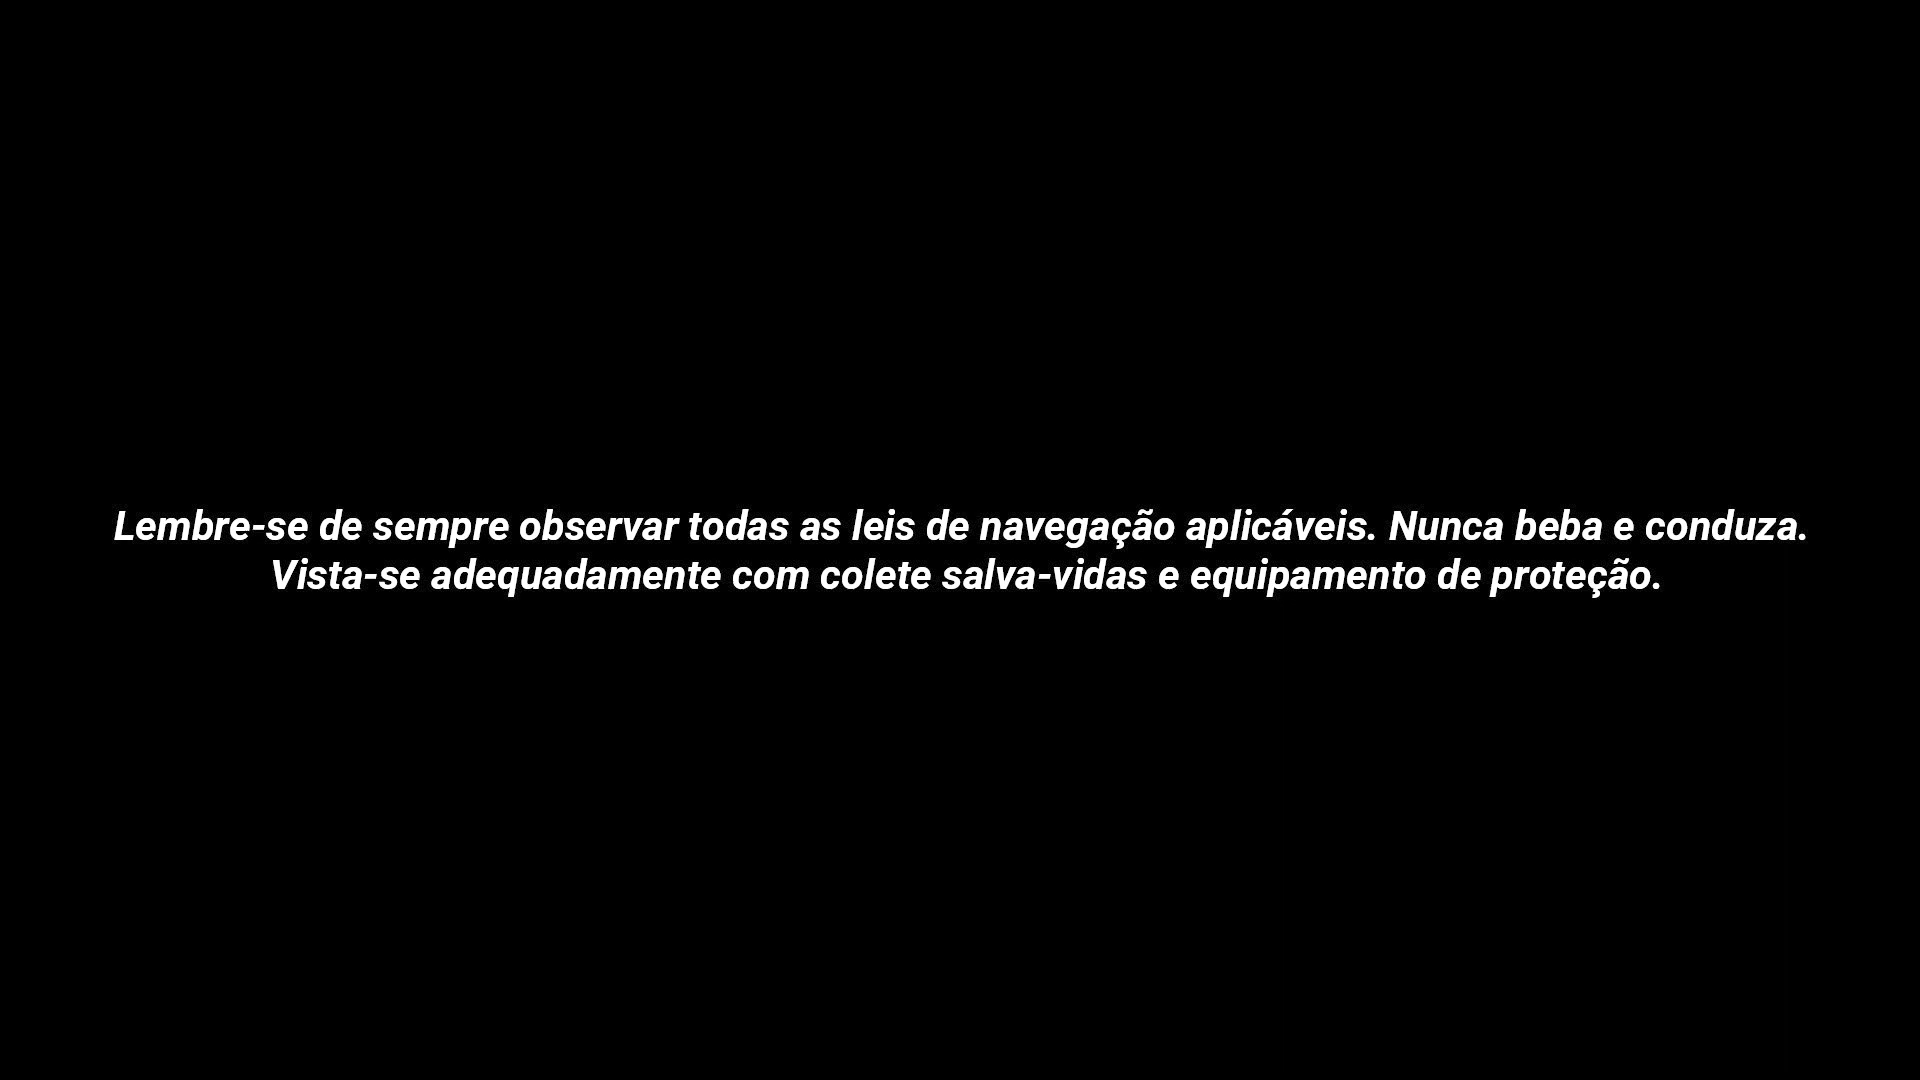 Lembre-se de sempre observar todas as leis de navegação aplicáveis. Nunca beba e conduza.
Vista-se adequadamente com colete salva-vidas e equipamento de proteção.